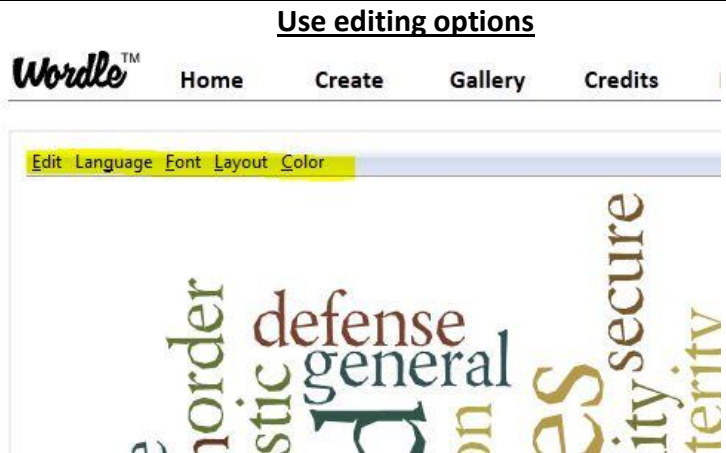 Use editing options
Wordle™ Home Create Gallery Credits
Edit Language Font Layout Color
secure
order
defense
general